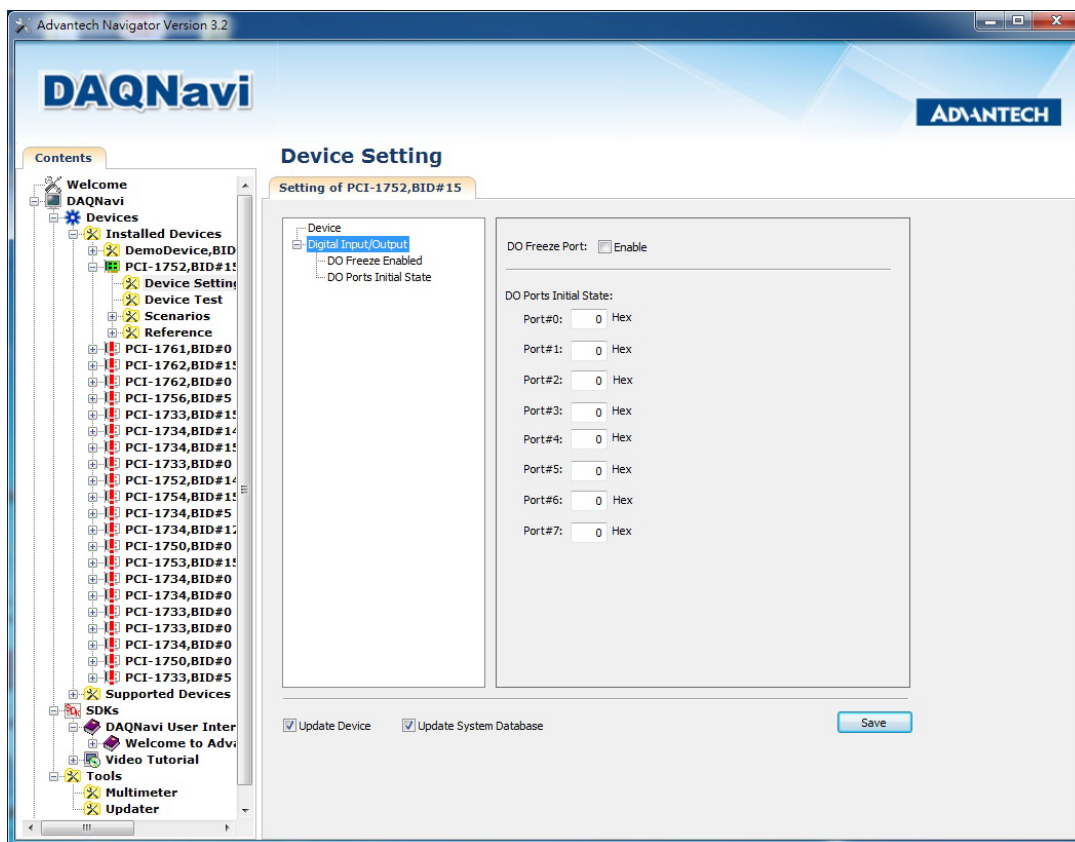 Advantech Navigator Version 3.2
DAQNavi
ADVANTECH
Contents
Welcome
DAQNavi
Devices
Installed Devices
DemoDevice,BID
PCI-1752,BID#15
Device Setting
Device Test
Scenarios
Reference
PCI-1761,BID#0
PCI-1762,BID#15
PCI-1762,BID#0
PCI-1756,BID#5
PCI-1733,BID#15
PCI-1734,BID#14
PCI-1734,BID#15
PCI-1733,BID#0
PCI-1752,BID#14
PCI-1754,BID#15
PCI-1734,BID#5
PCI-1734,BID#12
PCI-1750,BID#0
PCI-1753,BID#15
PCI-1734,BID#0
PCI-1734,BID#0
PCI-1733,BID#0
PCI-1733,BID#0
PCI-1734,BID#0
PCI-1750,BID#0
PCI-1733,BID#5
Supported Devices
SDKs
DAQNavi User Inter
Welcome to Adva
Video Tutorial
Tools
Multimeter
Updater
Device Setting
Setting of PCI-1752,BID#15
Device
Digital Input/Output
DO Freeze Enabled
DO Ports Initial State
DO Freeze Port: Enable
DO Ports Initial State:
Port#0: 0 Hex
Port#1: 0 Hex
Port#2: 0 Hex
Port#3: 0 Hex
Port#4: 0 Hex
Port#5: 0 Hex
Port#6: 0 Hex
Port#7: 0 Hex
Update Device Update System Database Save